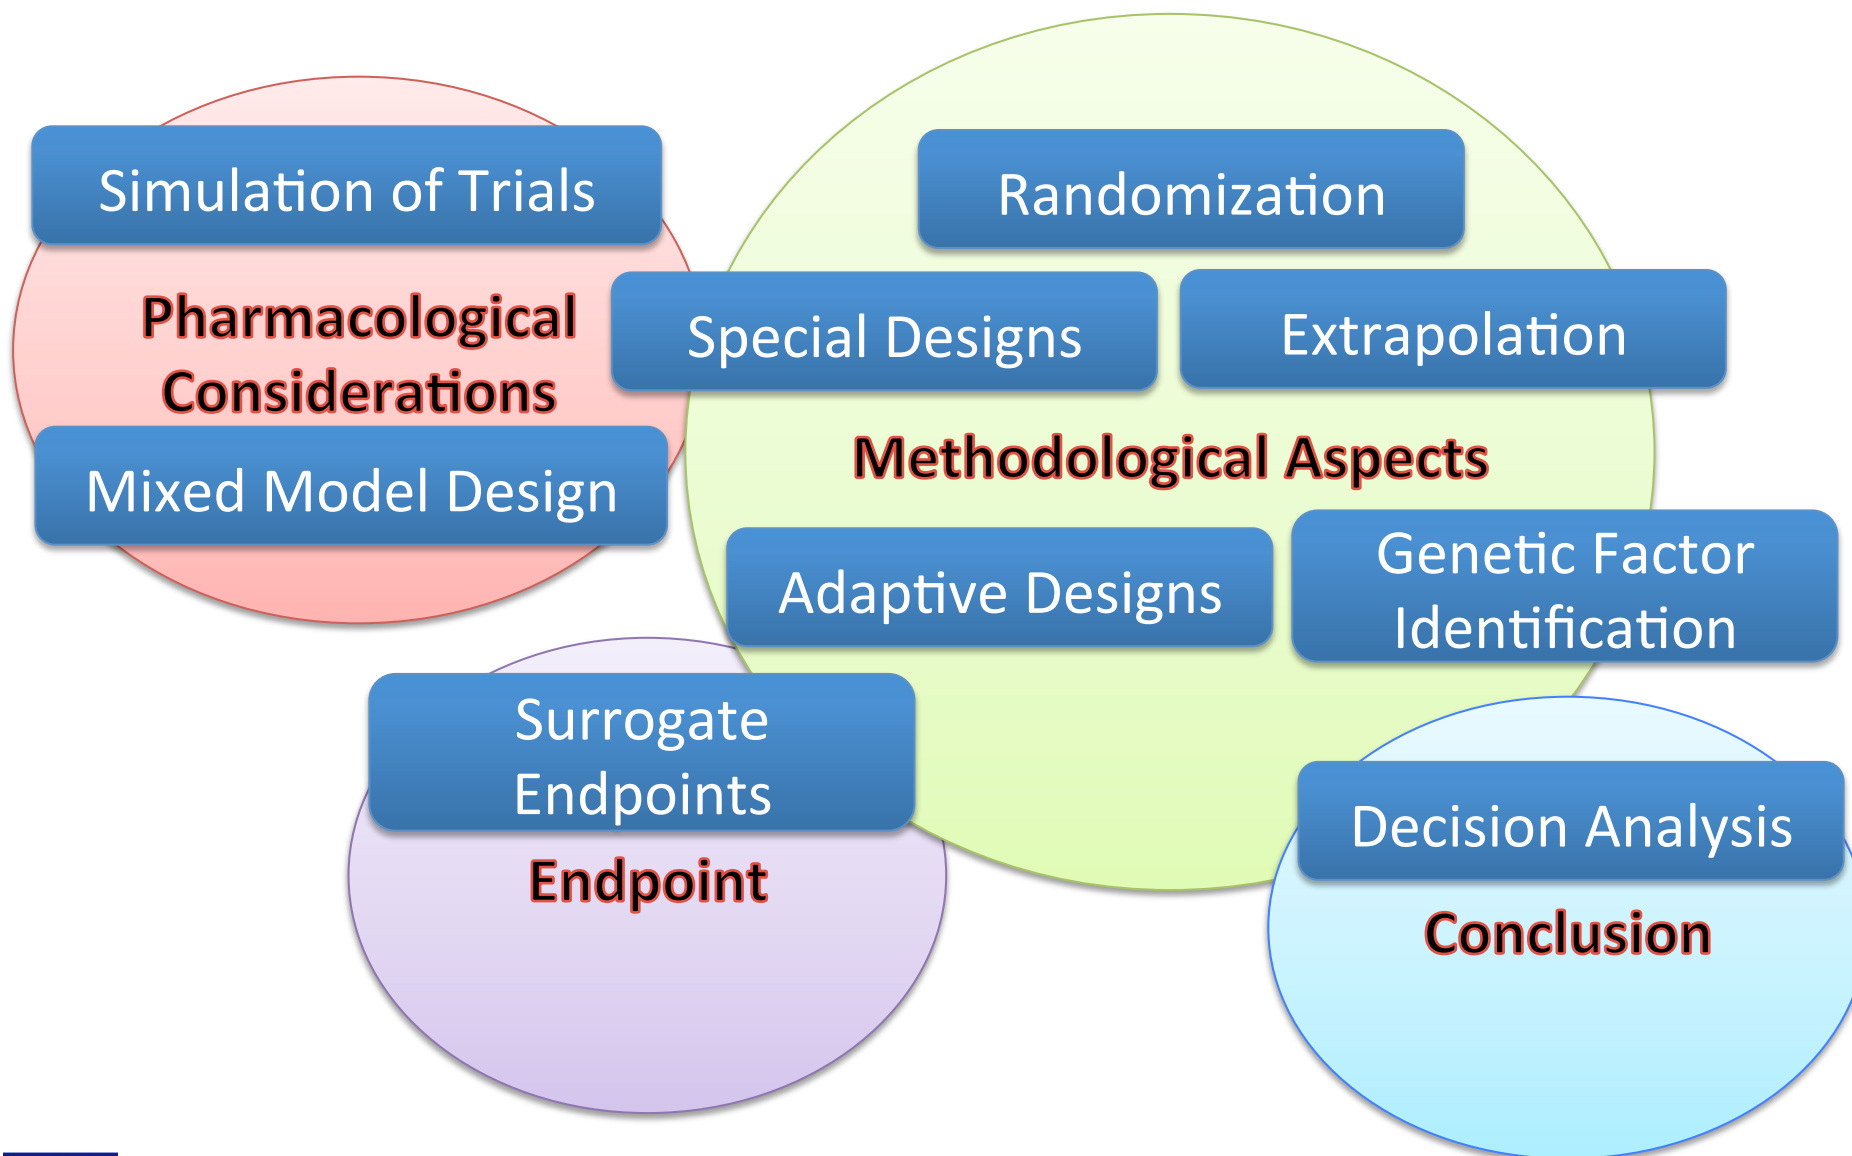 Simulation of Trials
Pharmacological
Considerations
Mixed Model Design
Randomization
Special Designs
Extrapolation
Methodological Aspects
Adaptive Designs
Genetic Factor
Identification
Surrogate
Endpoints
Endpoint
Decision Analysis
Conclusion